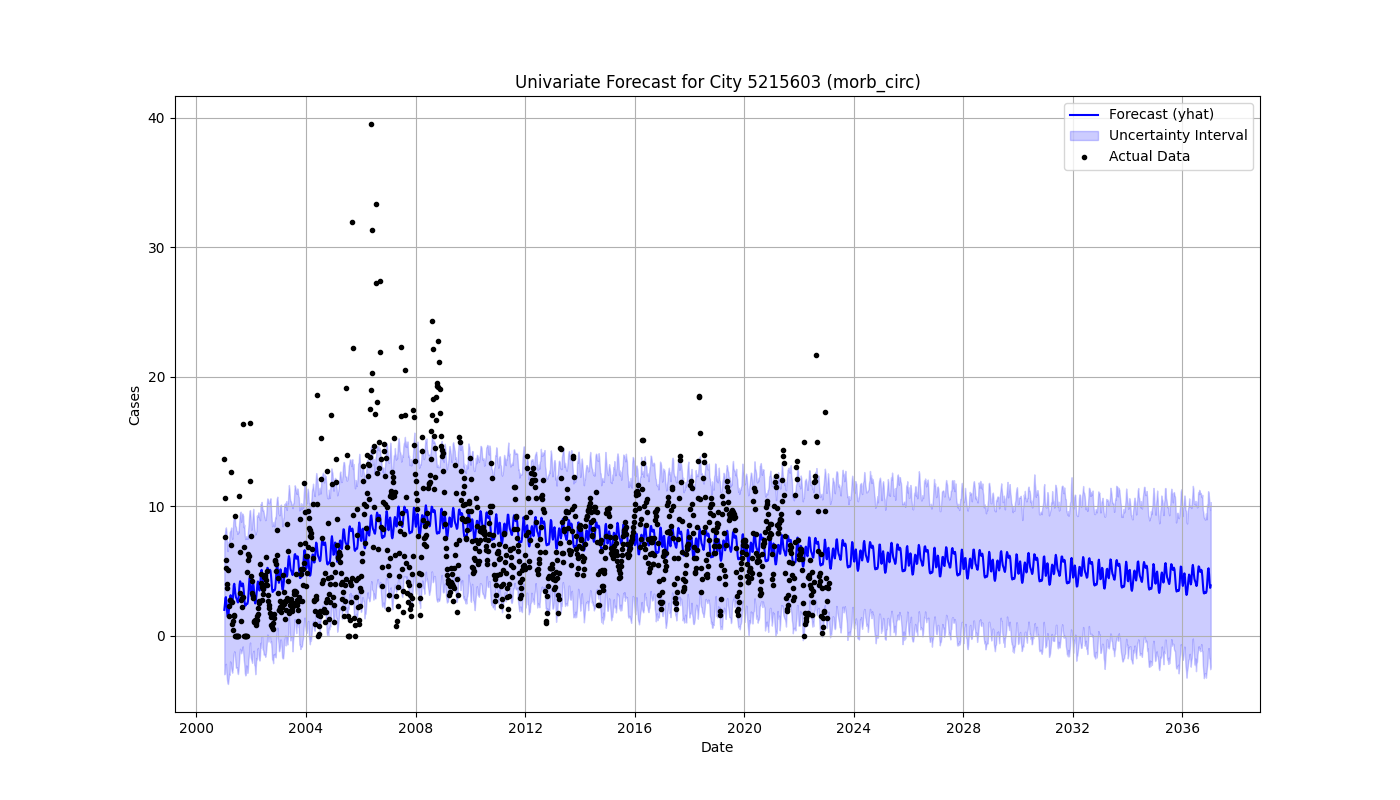 Univariate Forecast for City 5215603 (morb_circ)
Forecast (yhat)
Uncertainty Interval
Actual Data
40
30
20
10
0
Cases
2000 2004 2008 2012 2016 2020 2024 2028 2032 2036
Date